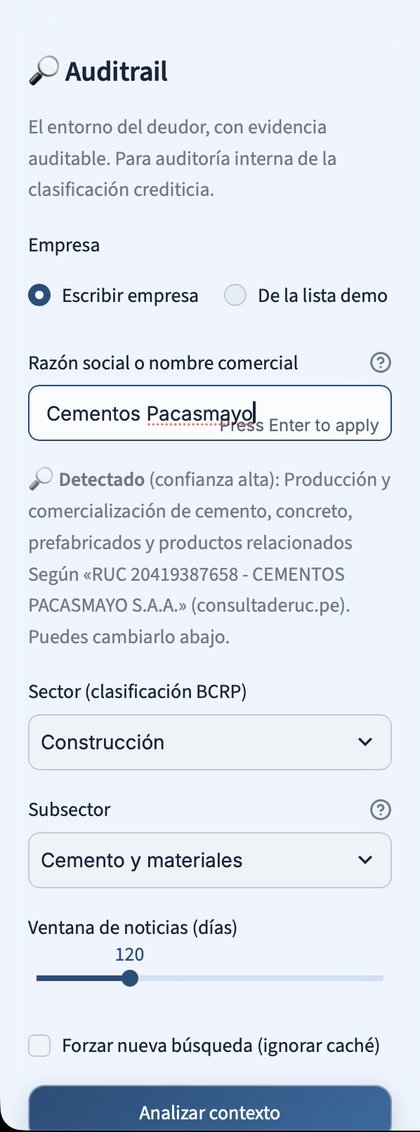 🔎 Auditrail
El entorno del deudor, con evidencia
auditable. Para auditoría interna de la
clasificación crediticia.
Empresa
Escribir empresa
De la lista demo
Razón social o nombre comercial
Cementos Pacasmayo
Press Enter to apply
🔎 Detectado (confianza alta): Producción y
comercialización de cemento, concreto,
prefabricados y productos relacionados
Según «RUC 20419387658 - CEMENTOS
PACASMAYO S.A.A.» (consultaderuc.pe).
Puedes cambiarlo abajo.
Sector (clasificación BCRP)
Construcción
Subsector
Cemento y materiales
Ventana de noticias (días)
120
Forzar nueva búsqueda (ignorar caché)
Analizar contexto